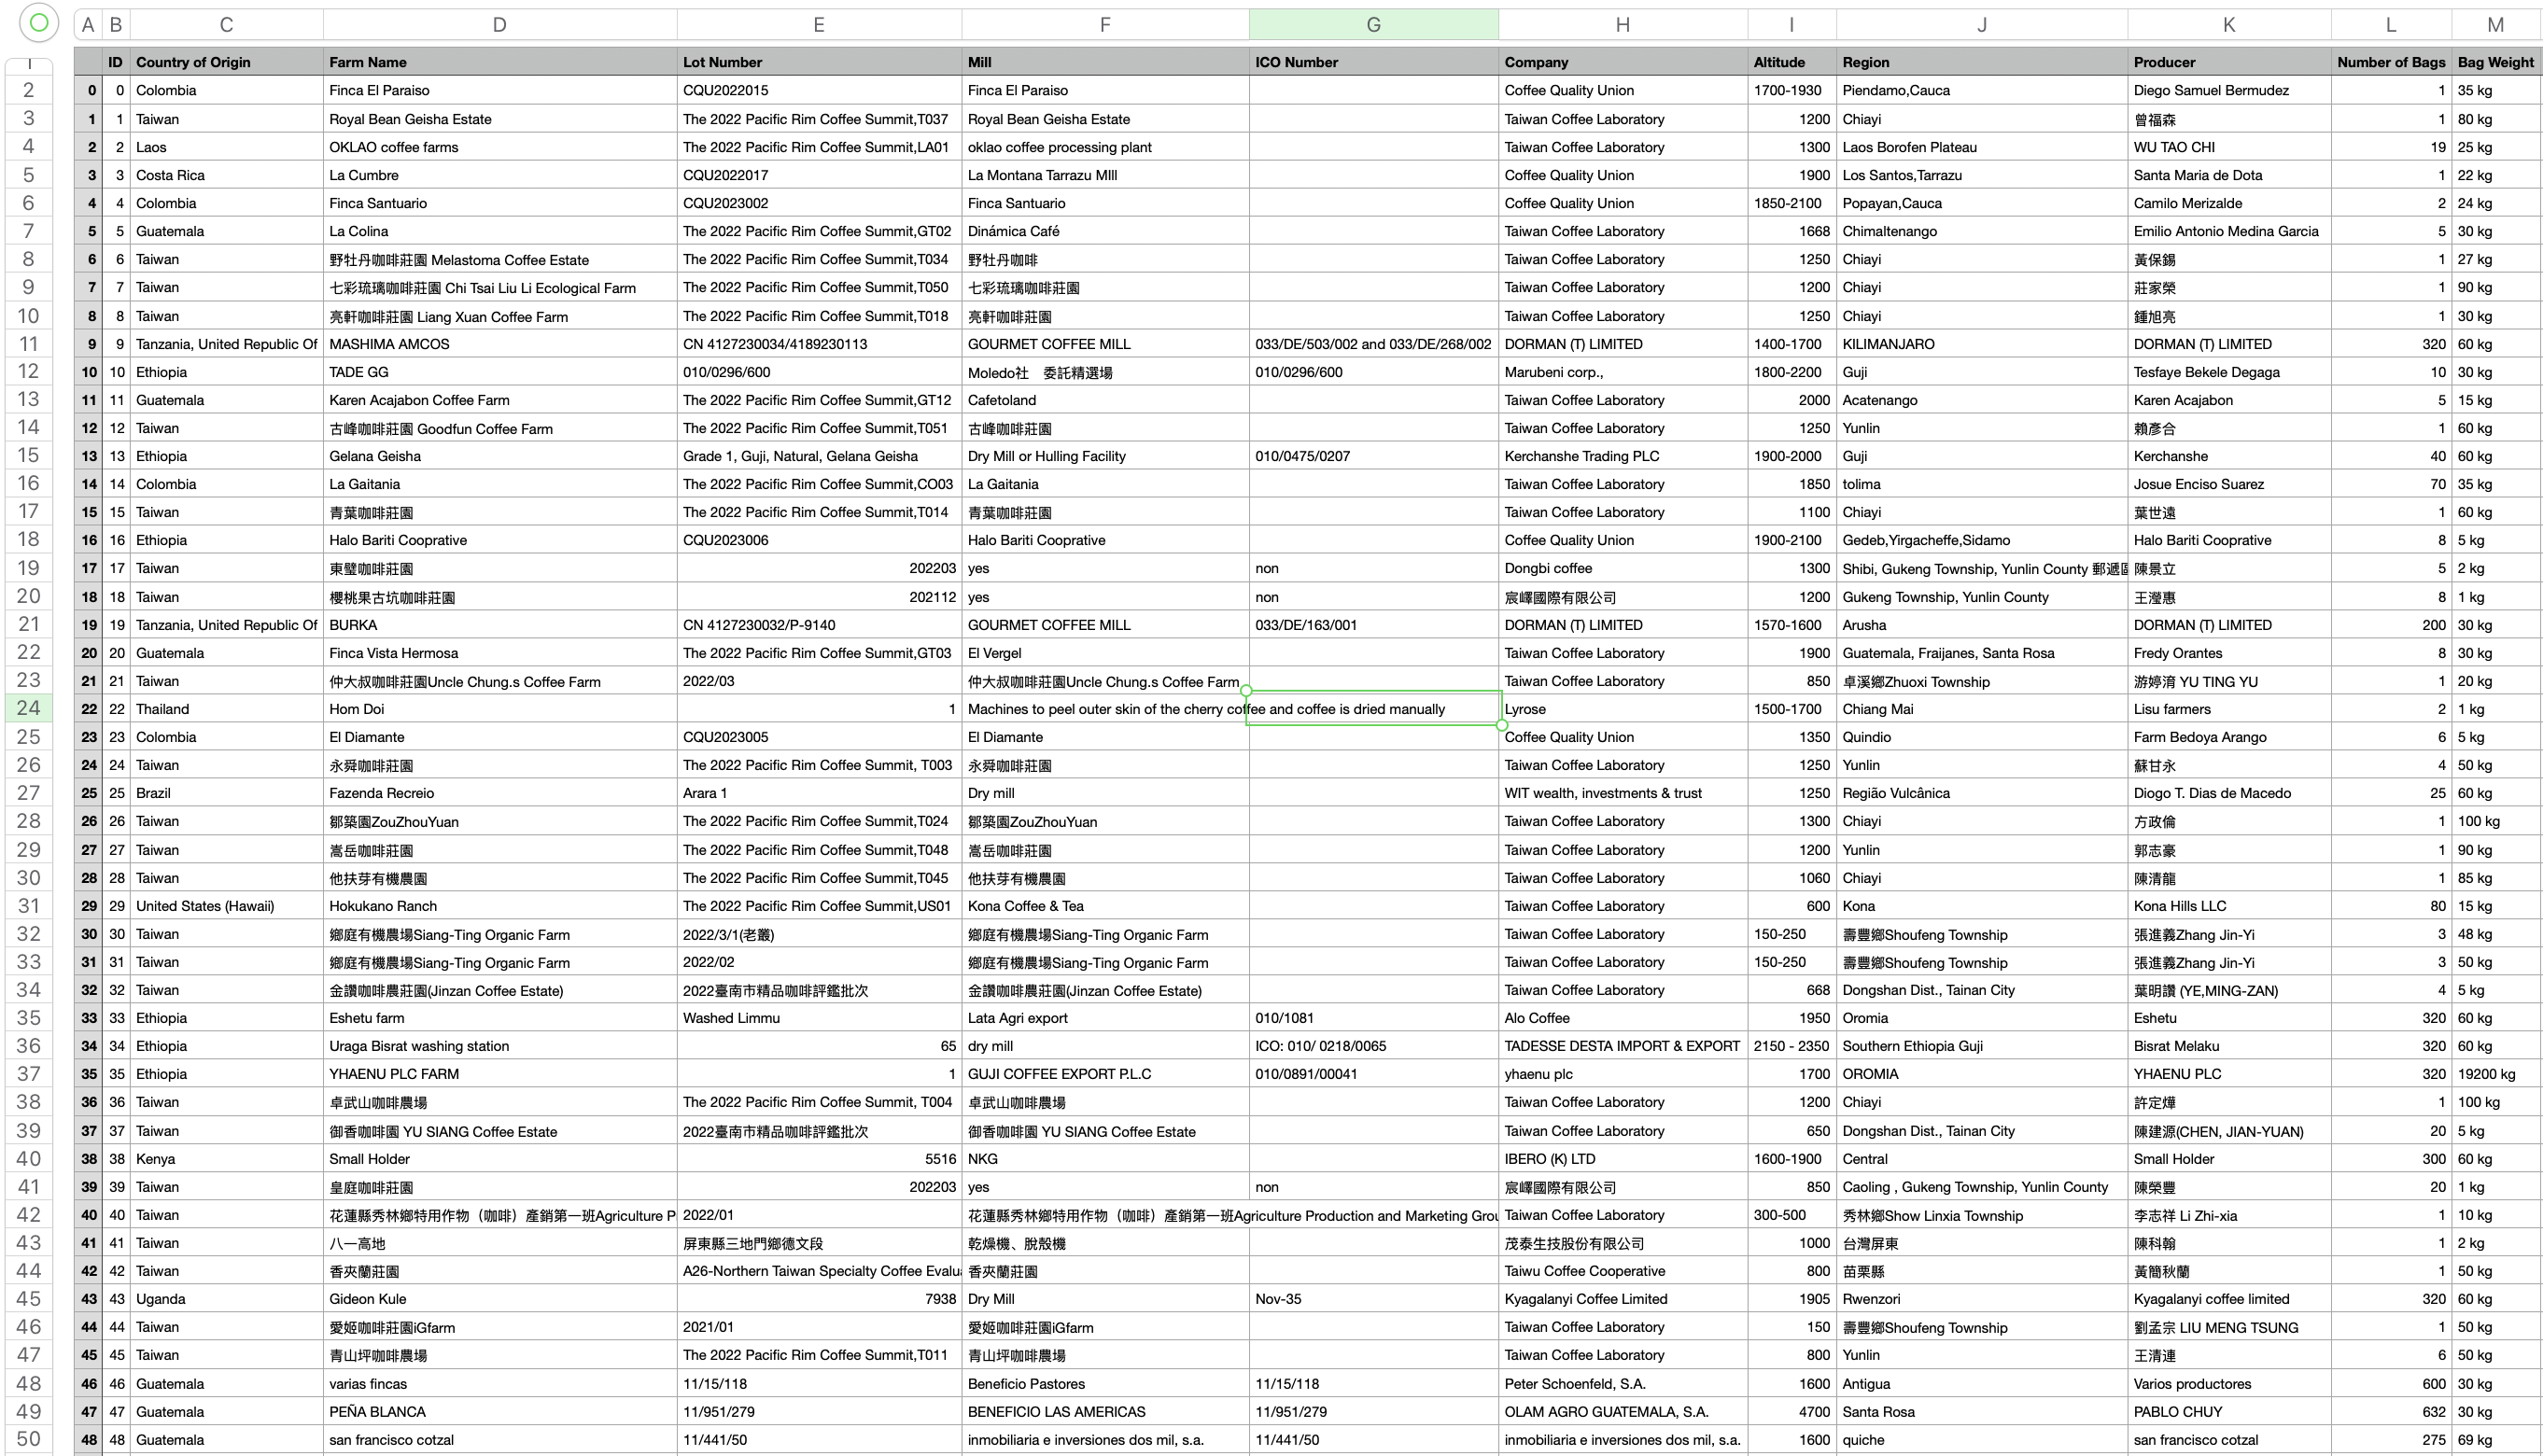 A B C D E F G H I J K L M
1 ID Country of Origin Farm Name Lot Number Mill ICO Number Company Altitude Region Producer Number of Bags Bag Weight
2 0 0 Colombia Finca El Paraiso CQU2022015 Finca El Paraiso Coffee Quality Union 1700-1930 Piendamo,Cauca Diego Samuel Bermudez 1 35 kg
3 1 1 Taiwan Royal Bean Geisha Estate The 2022 Pacific Rim Coffee Summit,T037 Royal Bean Geisha Estate Taiwan Coffee Laboratory 1200 Chiayi 曾福森 1 80 kg
4 2 2 Laos OKLAO coffee farms The 2022 Pacific Rim Coffee Summit,LA01 oklao coffee processing plant Taiwan Coffee Laboratory 1300 Laos Borofen Plateau WU TAO CHI 19 25 kg
5 3 3 Costa Rica La Cumbre CQU2022017 La Montana Tarrazu MIll Coffee Quality Union 1900 Los Santos,Tarrazu Santa Maria de Dota 1 22 kg
6 4 4 Colombia Finca Santuario CQU2023002 Finca Santuario Coffee Quality Union 1850-2100 Popayan,Cauca Camilo Merizalde 2 24 kg
7 5 5 Guatemala La Colina The 2022 Pacific Rim Coffee Summit,GT02 Dinámica Café Taiwan Coffee Laboratory 1668 Chimaltenango Emilio Antonio Medina Garcia 5 30 kg
8 6 6 Taiwan 野牡丹咖啡莊園 Melastoma Coffee Estate The 2022 Pacific Rim Coffee Summit,T034 野牡丹咖啡 Taiwan Coffee Laboratory 1250 Chiayi 黃保錫 1 27 kg
9 7 7 Taiwan 七彩琉璃咖啡莊園 Chi Tsai Liu Li Ecological Farm The 2022 Pacific Rim Coffee Summit,T050 七彩琉璃咖啡莊園 Taiwan Coffee Laboratory 1200 Chiayi 莊家榮 1 90 kg
10 8 8 Taiwan 亮軒咖啡莊園 Liang Xuan Coffee Farm The 2022 Pacific Rim Coffee Summit,T018 亮軒咖啡莊園 Taiwan Coffee Laboratory 1250 Chiayi 鍾旭亮 1 30 kg
11 9 9 Tanzania, United Republic Of MASHIMA AMCOS CN 4127230034/4189230113 GOURMET COFFEE MILL 033/DE/503/002 and 033/DE/268/002 DORMAN (T) LIMITED 1400-1700 KILIMANJARO DORMAN (T) LIMITED 320 60 kg
12 10 10 Ethiopia TADE GG 010/0296/600 Moledo社　委託精選場 010/0296/600 Marubeni corp., 1800-2200 Guji Tesfaye Bekele Degaga 10 30 kg
13 11 11 Guatemala Karen Acajabon Coffee Farm The 2022 Pacific Rim Coffee Summit,GT12 Cafetoland Taiwan Coffee Laboratory 2000 Acatenango Karen Acajabon 5 15 kg
14 12 12 Taiwan 古峰咖啡莊園 Goodfun Coffee Farm The 2022 Pacific Rim Coffee Summit,T051 古峰咖啡莊園 Taiwan Coffee Laboratory 1250 Yunlin 賴彥合 1 60 kg
15 13 13 Ethiopia Gelana Geisha Grade 1, Guji, Natural, Gelana Geisha Dry Mill or Hulling Facility 010/0475/0207 Kerchanshe Trading PLC 1900-2000 Guji Kerchanshe 40 60 kg
16 14 14 Colombia La Gaitania The 2022 Pacific Rim Coffee Summit,CO03 La Gaitania Taiwan Coffee Laboratory 1850 tolima Josue Enciso Suarez 70 35 kg
17 15 15 Taiwan 青葉咖啡莊園 The 2022 Pacific Rim Coffee Summit,T014 青葉咖啡莊園 Taiwan Coffee Laboratory 1100 Chiayi 葉世遠 1 60 kg
18 16 16 Ethiopia Halo Bariti Cooprative CQU2023006 Halo Bariti Cooprative Coffee Quality Union 1900-2100 Gedeb,Yirgacheffe,Sidamo Halo Bariti Cooprative 8 5 kg
19 17 17 Taiwan 東璧咖啡莊園 202203 yes non Dongbi coffee 1300 Shibi, Gukeng Township, Yunlin County 郵遞區 陳景立 5 2 kg
20 18 18 Taiwan 櫻桃果古坑咖啡莊園 202112 yes non 宸嶧國際有限公司 1200 Gukeng Township, Yunlin County 王瀅惠 8 1 kg
21 19 19 Tanzania, United Republic Of BURKA CN 4127230032/P-9140 GOURMET COFFEE MILL 033/DE/163/001 DORMAN (T) LIMITED 1570-1600 Arusha DORMAN (T) LIMITED 200 30 kg
22 20 20 Guatemala Finca Vista Hermosa The 2022 Pacific Rim Coffee Summit,GT03 El Vergel Taiwan Coffee Laboratory 1900 Guatemala, Fraijanes, Santa Rosa Fredy Orantes 8 30 kg
23 21 21 Taiwan 仲大叔咖啡莊園Uncle Chung.s Coffee Farm 2022/03 仲大叔咖啡莊園Uncle Chung.s Coffee Farm Taiwan Coffee Laboratory 850 卓溪鄉Zhuoxi Township 游婷淯 YU TING YU 1 20 kg
24 22 22 Thailand Hom Doi 1 Machines to peel outer skin of the cherry coffee and coffee is dried manually Lyrose 1500-1700 Chiang Mai Lisu farmers 2 1 kg
25 23 23 Colombia El Diamante CQU2023005 El Diamante Coffee Quality Union 1350 Quindio Farm Bedoya Arango 6 5 kg
26 24 24 Taiwan 永舜咖啡莊園 The 2022 Pacific Rim Coffee Summit, T003 永舜咖啡莊園 Taiwan Coffee Laboratory 1250 Yunlin 蘇甘永 4 50 kg
27 25 25 Brazil Fazenda Recreio Arara 1 Dry mill WIT wealth, investments & trust 1250 Região Vulcânica Diogo T. Dias de Macedo 25 60 kg
28 26 26 Taiwan 鄒築園ZouZhouYuan The 2022 Pacific Rim Coffee Summit,T024 鄒築園ZouZhouYuan Taiwan Coffee Laboratory 1300 Chiayi 方政倫 1 100 kg
29 27 27 Taiwan 嵩岳咖啡莊園 The 2022 Pacific Rim Coffee Summit,T048 嵩岳咖啡莊園 Taiwan Coffee Laboratory 1200 Yunlin 郭志豪 1 90 kg
30 28 28 Taiwan 他扶芽有機農園 The 2022 Pacific Rim Coffee Summit,T045 他扶芽有機農園 Taiwan Coffee Laboratory 1060 Chiayi 陳清龍 1 85 kg
31 29 29 United States (Hawaii) Hokukano Ranch The 2022 Pacific Rim Coffee Summit,US01 Kona Coffee & Tea Taiwan Coffee Laboratory 600 Kona Kona Hills LLC 80 15 kg
32 30 30 Taiwan 鄉庭有機農場Siang-Ting Organic Farm 2022/3/1(老叢) 鄉庭有機農場Siang-Ting Organic Farm Taiwan Coffee Laboratory 150-250 壽豐鄉Shoufeng Township 張進義Zhang Jin-Yi 3 48 kg
33 31 31 Taiwan 鄉庭有機農場Siang-Ting Organic Farm 2022/02 鄉庭有機農場Siang-Ting Organic Farm Taiwan Coffee Laboratory 150-250 壽豐鄉Shoufeng Township 張進義Zhang Jin-Yi 3 50 kg
34 32 32 Taiwan 金讚咖啡農莊園(Jinzan Coffee Estate) 2022臺南市精品咖啡評鑑批次 金讚咖啡農莊園(Jinzan Coffee Estate) Taiwan Coffee Laboratory 668 Dongshan Dist., Tainan City 葉明讚 (YE,MING-ZAN) 4 5 kg
35 33 33 Ethiopia Eshetu farm Washed Limmu Lata Agri export 010/1081 Alo Coffee 1950 Oromia Eshetu 320 60 kg
36 34 34 Ethiopia Uraga Bisrat washing station 65 dry mill ICO: 010/ 0218/0065 TADESSE DESTA IMPORT & EXPORT 2150 - 2350 Southern Ethiopia Guji Bisrat Melaku 320 60 kg
37 35 35 Ethiopia YHAENU PLC FARM 1 GUJI COFFEE EXPORT P.L.C 010/0891/00041 yhaenu plc 1700 OROMIA YHAENU PLC 320 19200 kg
38 36 36 Taiwan 卓武山咖啡農場 The 2022 Pacific Rim Coffee Summit, T004 卓武山咖啡農場 Taiwan Coffee Laboratory 1200 Chiayi 許定燁 1 100 kg
39 37 37 Taiwan 御香咖啡園 YU SIANG Coffee Estate 2022臺南市精品咖啡評鑑批次 御香咖啡園 YU SIANG Coffee Estate Taiwan Coffee Laboratory 650 Dongshan Dist., Tainan City 陳建源(CHEN, JIAN-YUAN) 20 5 kg
40 38 38 Kenya Small Holder 5516 NKG IBERO (K) LTD 1600-1900 Central Small Holder 300 60 kg
41 39 39 Taiwan 皇庭咖啡莊園 202203 yes non 宸嶧國際有限公司 850 Caoling , Gukeng Township, Yunlin County 陳榮豐 20 1 kg
42 40 40 Taiwan 花蓮縣秀林鄉特用作物（咖啡）產銷第一班Agriculture P 2022/01 花蓮縣秀林鄉特用作物（咖啡）產銷第一班Agriculture Production and Marketing Grou Taiwan Coffee Laboratory 300-500 秀林鄉Show Linxia Township 李志祥 Li Zhi-xia 1 10 kg
43 41 41 Taiwan 八一高地 屏東縣三地門鄉德文段 乾燥機、脫殼機 茂泰生技股份有限公司 1000 台灣屏東 陳科翰 1 2 kg
44 42 42 Taiwan 香夾蘭莊園 A26-Northern Taiwan Specialty Coffee Evalu 香夾蘭莊園 Taiwu Coffee Cooperative 800 苗栗縣 黃簡秋蘭 1 50 kg
45 43 43 Uganda Gideon Kule 7938 Dry Mill Nov-35 Kyagalanyi Coffee Limited 1905 Rwenzori Kyagalanyi coffee limited 320 60 kg
46 44 44 Taiwan 愛姬咖啡莊園iGfarm 2021/01 愛姬咖啡莊園iGfarm Taiwan Coffee Laboratory 150 壽豐鄉Shoufeng Township 劉孟宗 LIU MENG TSUNG 1 50 kg
47 45 45 Taiwan 青山坪咖啡農場 The 2022 Pacific Rim Coffee Summit,T011 青山坪咖啡農場 Taiwan Coffee Laboratory 800 Yunlin 王清連 6 50 kg
48 46 46 Guatemala varias fincas 11/15/118 Beneficio Pastores 11/15/118 Peter Schoenfeld, S.A. 1600 Antigua Varios productores 600 30 kg
49 47 47 Guatemala PEÑA BLANCA 11/951/279 BENEFICIO LAS AMERICAS 11/951/279 OLAM AGRO GUATEMALA, S.A. 4700 Santa Rosa PABLO CHUY 632 30 kg
50 48 48 Guatemala san francisco cotzal 11/441/50 inmobiliaria e inversiones dos mil, s.a. 11/441/50 inmobiliaria e inversiones dos mil, s.a. 1600 quiche san francisco cotzal 275 69 kg